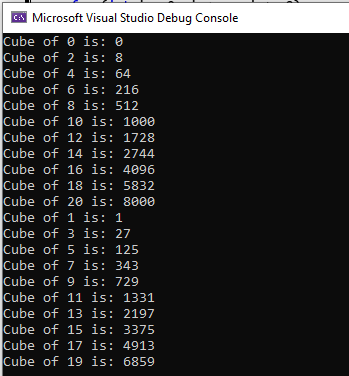 Microsoft Visual Studio Debug Console
Cube of 0 is: 0
Cube of 2 is: 8
Cube of 4 is: 64
Cube of 6 is: 216
Cube of 8 is: 512
Cube of 10 is: 1000
Cube of 12 is: 1728
Cube of 14 is: 2744
Cube of 16 is: 4096
Cube of 18 is: 5832
Cube of 20 is: 8000
Cube of 1 is: 1
Cube of 3 is: 27
Cube of 5 is: 125
Cube of 7 is: 343
Cube of 9 is: 729
Cube of 11 is: 1331
Cube of 13 is: 2197
Cube of 15 is: 3375
Cube of 17 is: 4913
Cube of 19 is: 6859